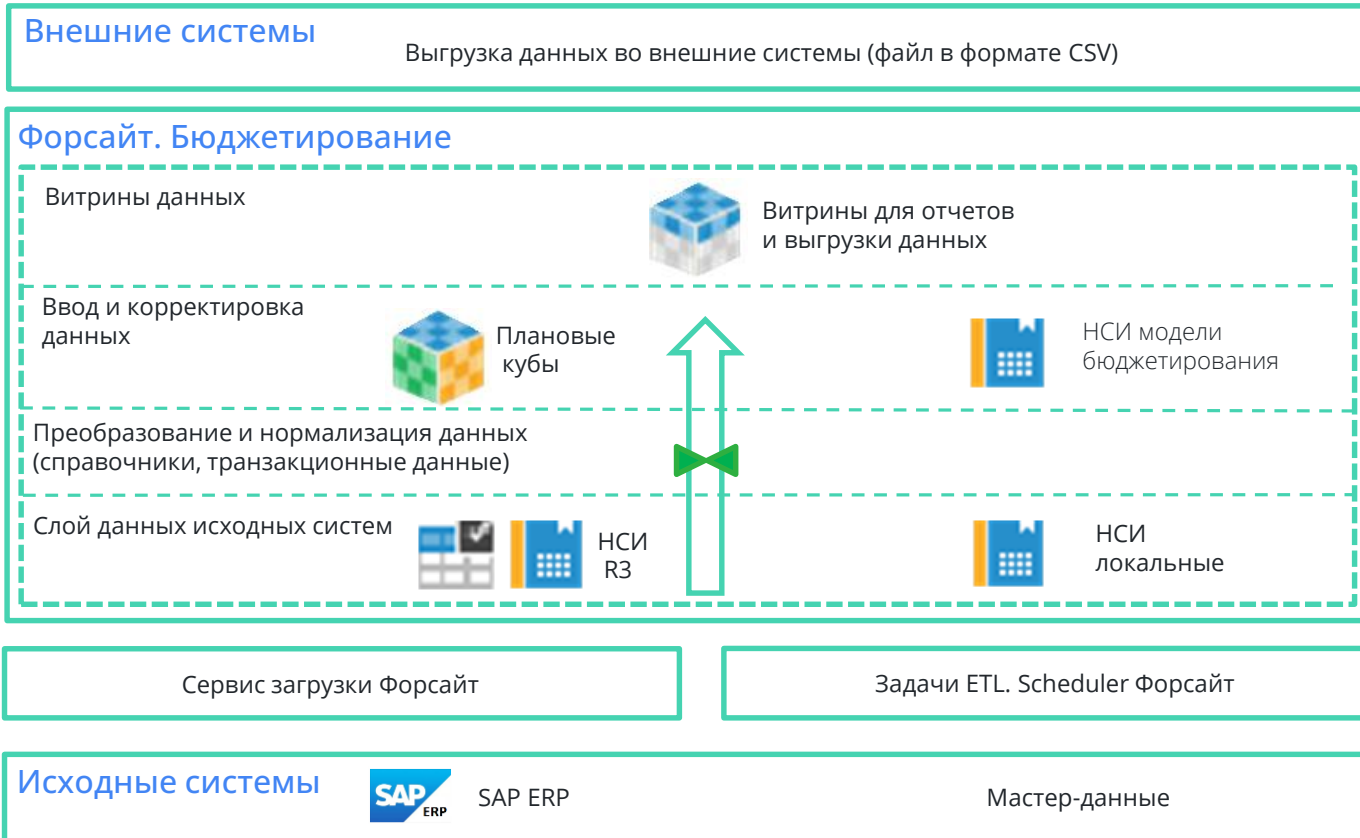 Внешние системы
Выгрузка данных во внешние системы (файл в формате CSV)
Форсайт. Бюджетирование
Витрины данных
Витрины для отчетов
и выгрузки данных
Ввод и корректировка
данных
Плановые
кубы
НСИ модели
бюджетирования
Преобразование и нормализация данных
(справочники, транзакционные данные)
Слой данных исходных систем
НСИ
R3
НСИ
локальные
Сервис загрузки Форсайт
Задачи ETL. Scheduler Форсайт
Исходные системы
SAP
ERP
SAP ERP
Мастер-данные